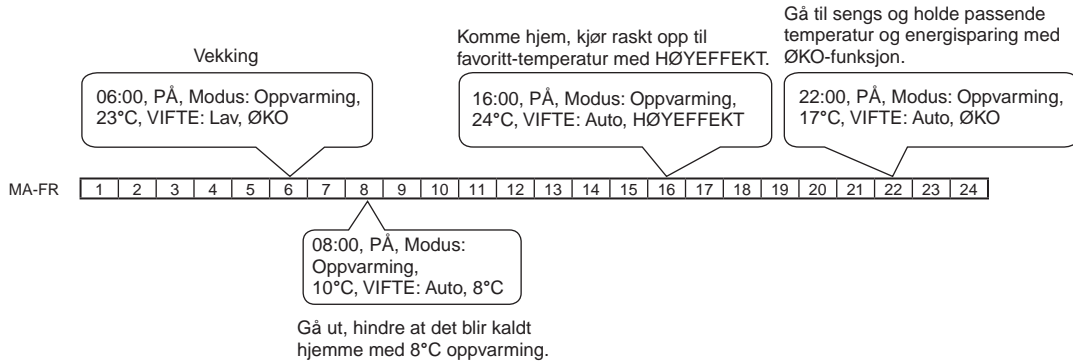 Vekking
06:00, PÅ, Modus: Oppvarming,
23°C, VIFTE: Lav, ØKO
Komme hjem, kjør raskt opp til
favoritt-temperatur med HØYEFFEKT.
16:00, PÅ, Modus: Oppvarming,
24°C, VIFTE: Auto, HØYEFFEKT
Gå til sengs og holde passende
temperatur og energisparing med
ØKO-funksjon.
22:00, PÅ, Modus: Oppvarming,
17°C, VIFTE: Auto, ØKO
MA-FR 1 2 3 4 5 6 7 8 9 10 11 12 13 14 15 16 17 18 19 20 21 22 23 24
08:00, PÅ, Modus:
Oppvarming,
10°C, VIFTE: Auto, 8°C
Gå ut, hindre at det blir kaldt
hjemme med 8°C oppvarming.